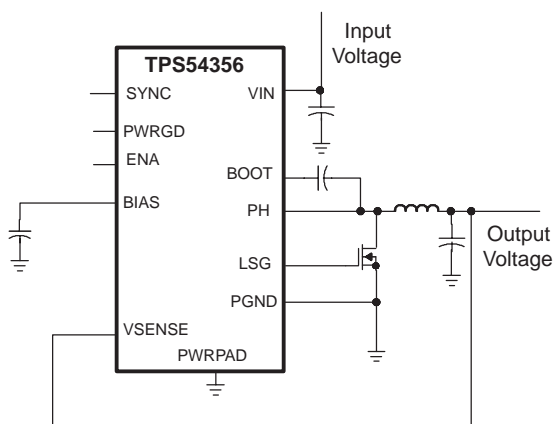 Input
Voltage
TPS54356
SYNC
VIN
PWRGD
ENA
BOOT
BIAS
PH
Output
Voltage
LSG
PGND
VSENSE
PWRPAD